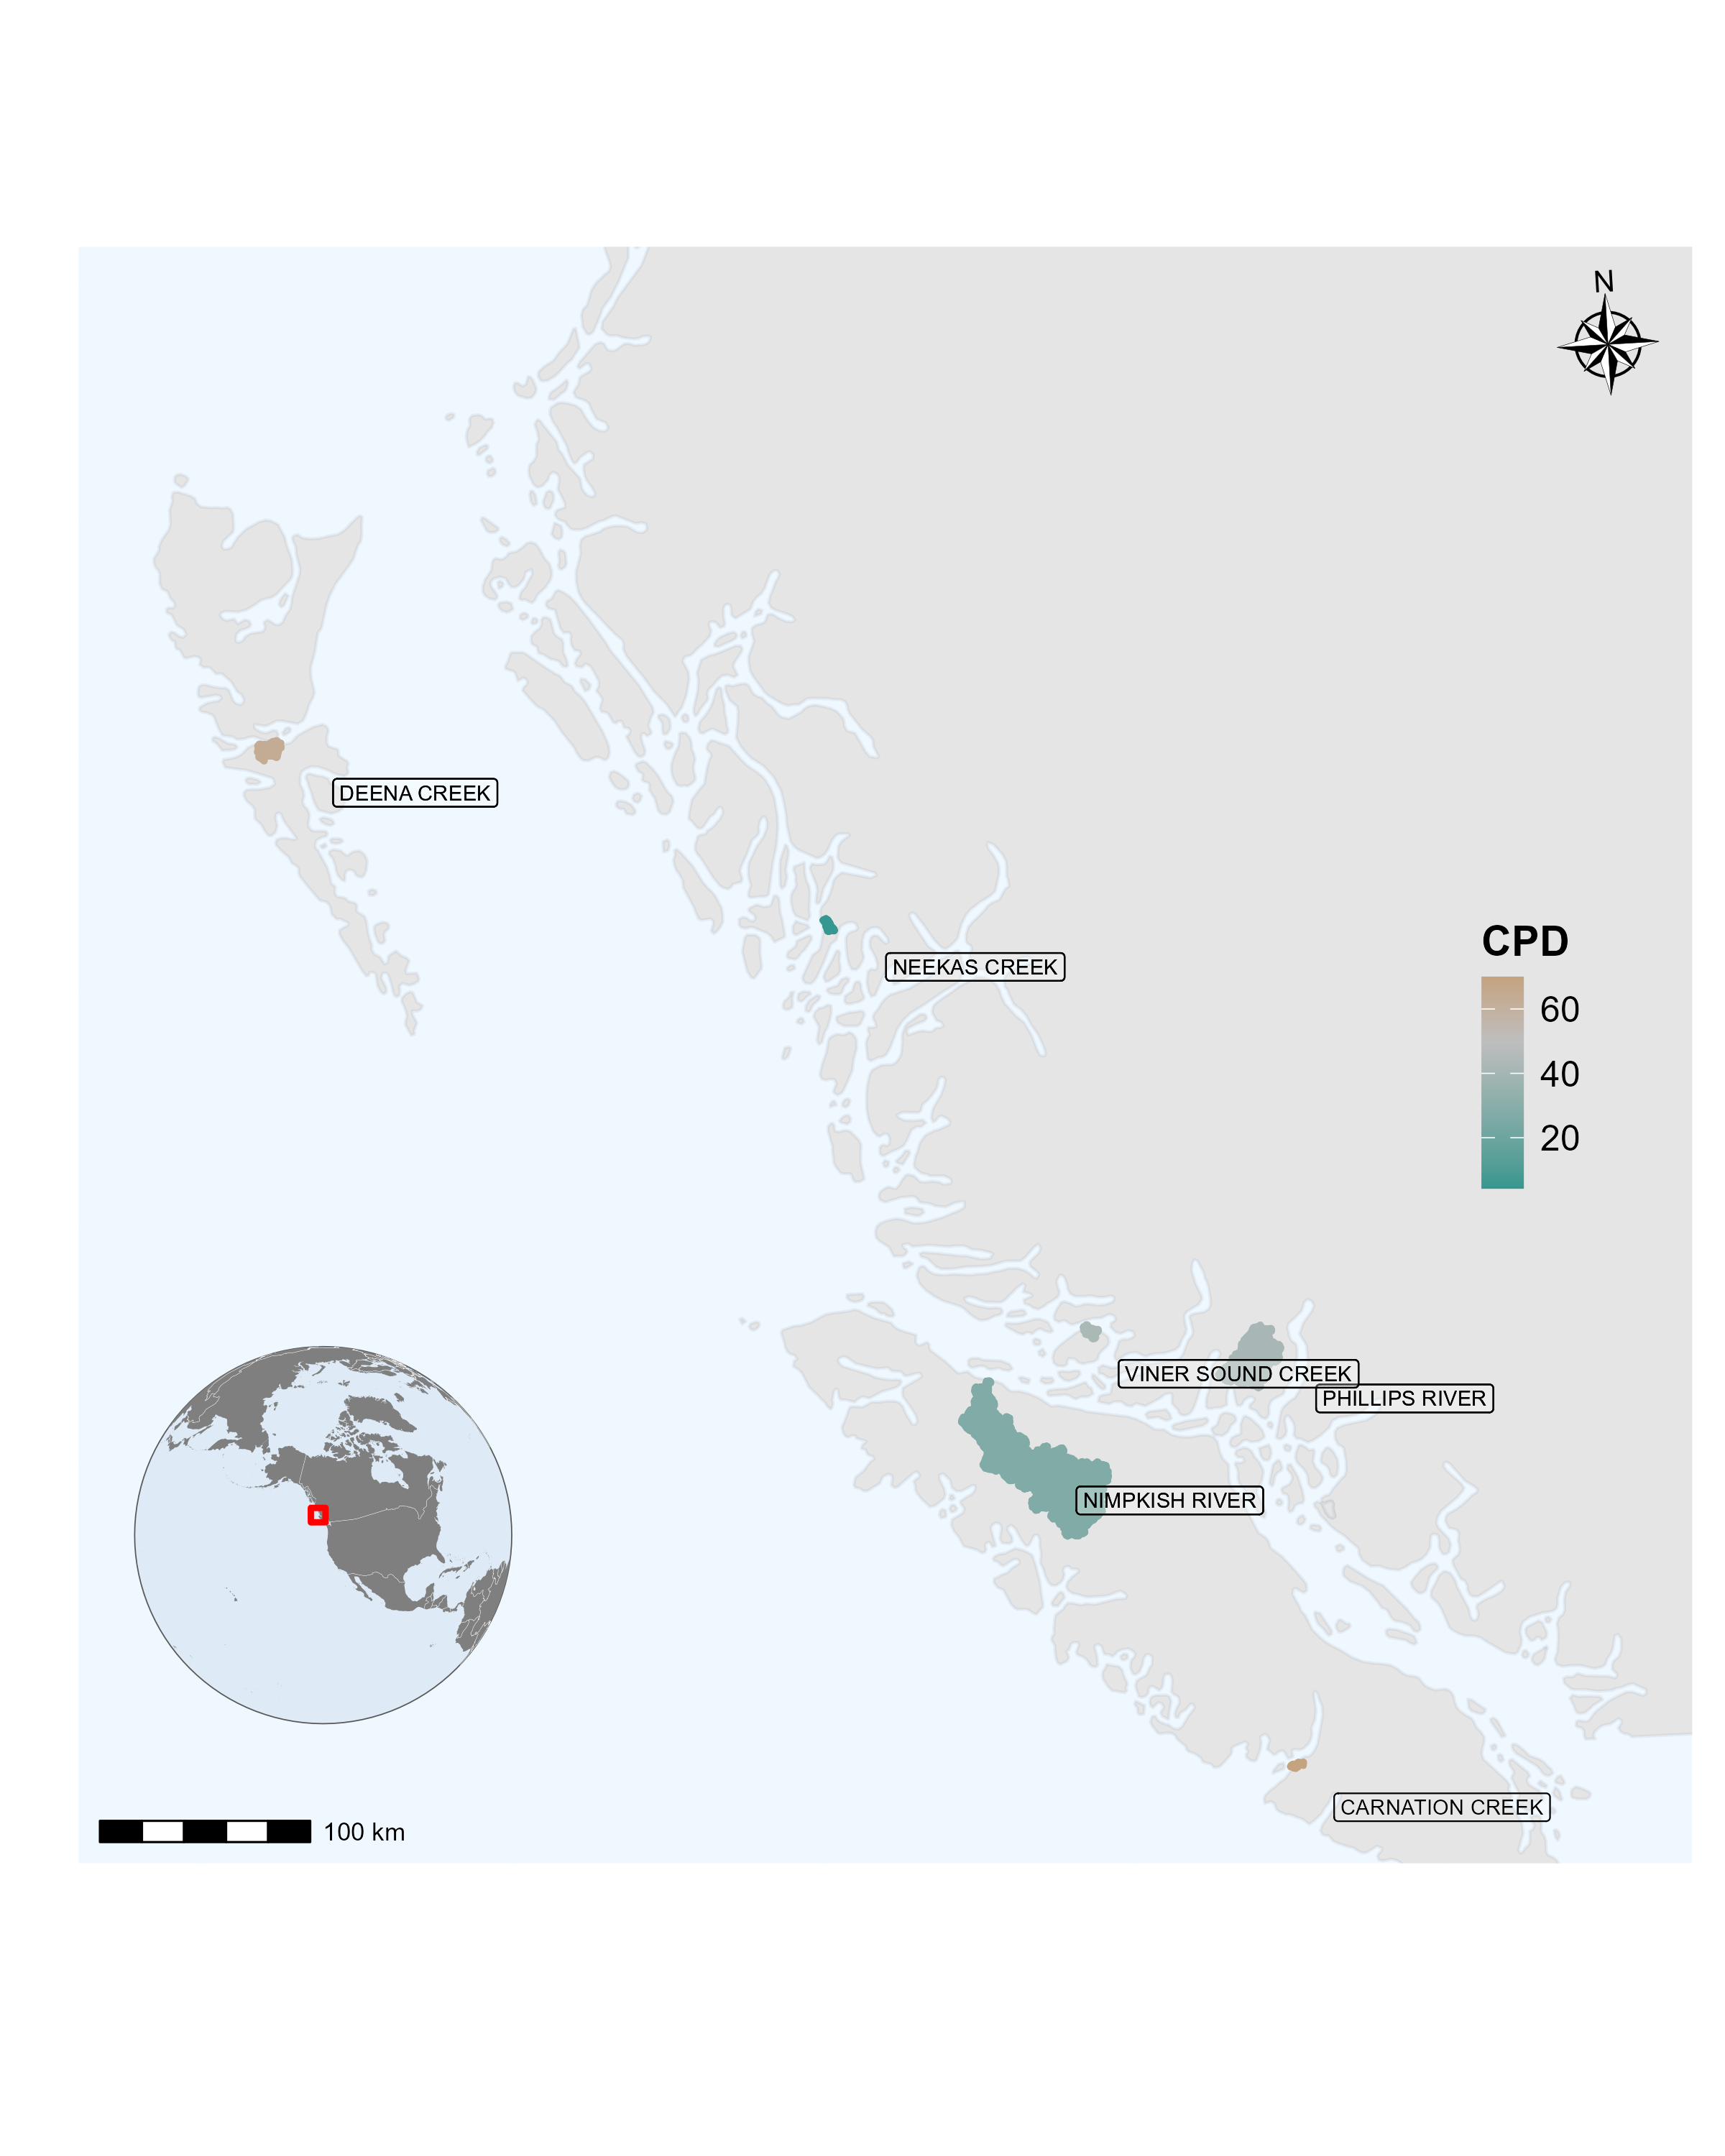 N
DEENA CREEK
NEEKAS CREEK
CPD
60
40
20
VINER SOUND CREEK
PHILLIPS RIVER
NIMPKISH RIVER
CARNATION CREEK
100 km